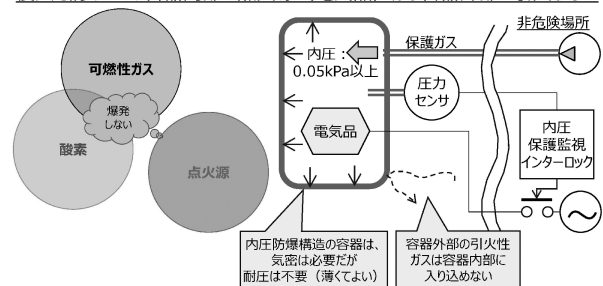 非危険場所
可燃性ガス
爆発
しない
酸素
点火源
内圧：
0.05kPa以上
保護ガス
圧力
センサ
電気品
内圧
保護監視
インターロック
内圧防爆構造の容器は、
気密は必要だが
耐圧は不要（薄くてよい）
容器外部の引火性
ガスは容器内部に
入り込めない